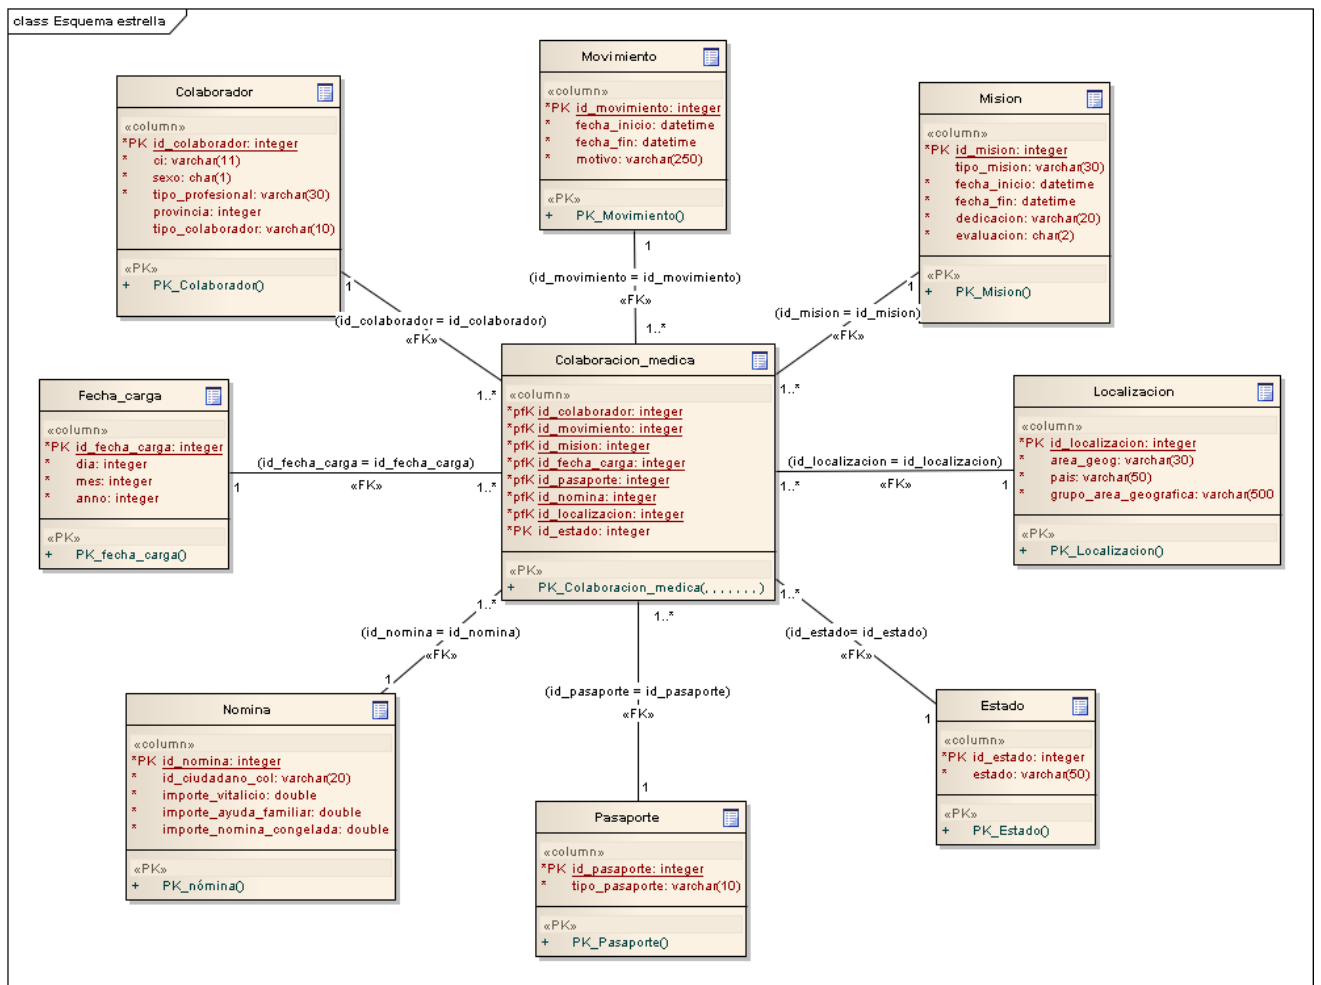 class Esquema estrella
Movimiento
«column»
*PK id_movimiento: integer
* fecha_inicio: datetime
* fecha_fin: datetime
* motivo: varchar(250)
«PK»
+ PK_Movimiento()
Colaborador
«column»
*PK id_colaborador: integer
* ci: varchar(11)
* sexo: char(1)
* tipo_profesional: varchar(30)
provincia: integer
tipo_colaborador: varchar(10)
«PK»
+ PK_Colaborador()
Mision
«column»
*PK id_mision: integer
tipo_mision: varchar(30)
* fecha_inicio: datetime
* fecha_fin: datetime
* dedicacion: varchar(20)
* evaluacion: char(2)
«PK»
+ PK_Mision()
1
(id_movimiento = id_movimiento)
«FK»
1..*
1
(id_colaborador = id_colaborador)
«FK»
1..*
1
(id_mision = id_mision)
«FK»
1..*
Colaboracion_medica
«column»
*pfK id_colaborador: integer
*pfK id_movimiento: integer
*pfK id_mision: integer
*pfK id_fecha_carga: integer
*pfK id_pasaporte: integer
*pfK id_nomina: integer
*pfK id_localizacion: integer
*PK id_estado: integer
«PK»
+ PK_Colaboracion_medica(, , , , , , , )
Fecha_carga
«column»
*PK id_fecha_carga: integer
* dia: integer
* mes: integer
* anno: integer
«PK»
+ PK_fecha_carga()
(id_fecha_carga = id_fecha_carga)
1
«FK»
1..*
Localizacion
«column»
*PK id_localizacion: integer
* area_geog: varchar(30)
* pais: varchar(50)
* grupo_area_geografica: varchar(500
«PK»
+ PK_Localizacion()
(id_localizacion = id_localizacion)
1..*
«FK»
1
1..*
(id_nomina = id_nomina)
«FK»
1
1..*
(id_pasaporte = id_pasaporte)
«FK»
1
1..*
(id_estado= id_estado)
«FK»
1
Nomina
«column»
*PK id_nomina: integer
* id_ciudadano_col: varchar(20)
* importe_vitalicio: double
* importe_ayuda_familiar: double
* importe_nomina_congelada: double
«PK»
+ PK_nómina()
Pasaporte
«column»
*PK id_pasaporte: integer
* tipo_pasaporte: varchar(10)
«PK»
+ PK_Pasaporte()
Estado
«column»
*PK id_estado: integer
* estado: varchar(50)
«PK»
+ PK_Estado()